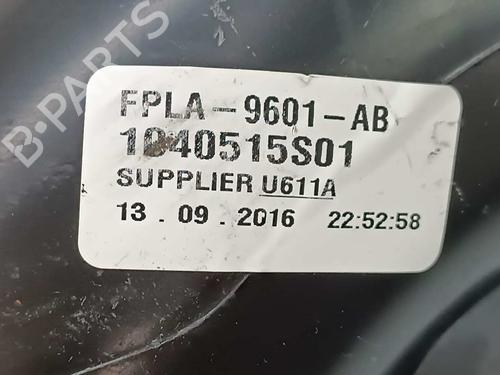 B-PARTS
FPLA-9601-AB
1040515S01
SUPPLIER U611A
13 . 09 . 2016 22:52:58